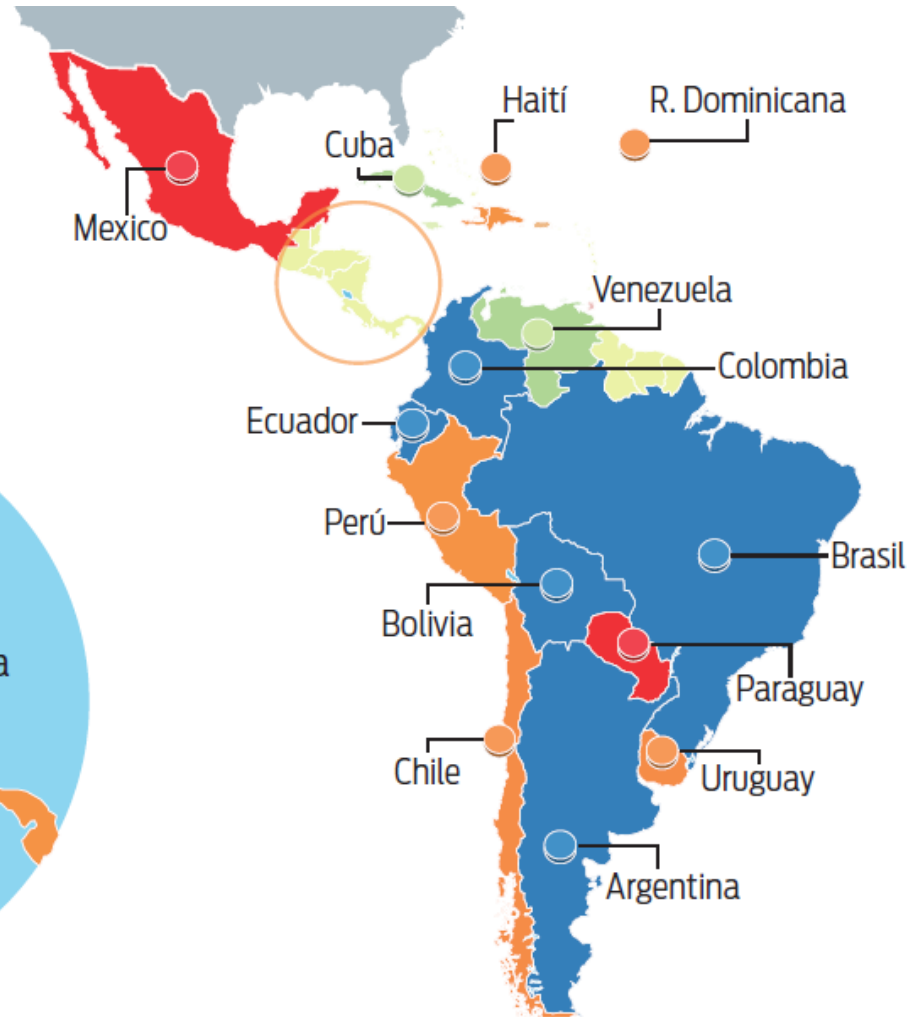 Haití
R. Dominicana
Cuba
Mexico
Venezuela
Colombia
Ecuador
Perú
Brasil
Bolivia
a
Paraguay
Chile
Uruguay
Argentina